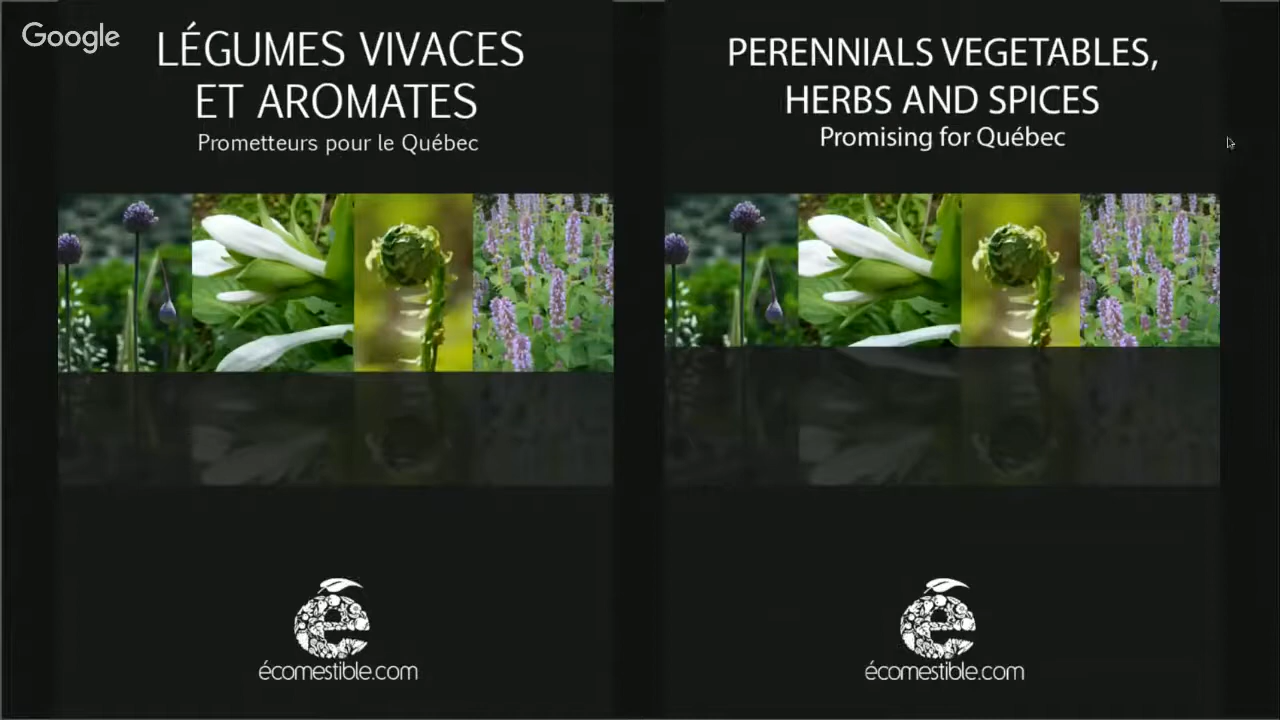 Google
LÉGUMES VIVACES
ET AROMATES
Prometteurs pour le Québec
écomestible.com
PERENNIALS VEGETABLES,
HERBS AND SPICES
Promising for Québec
écomestible.com